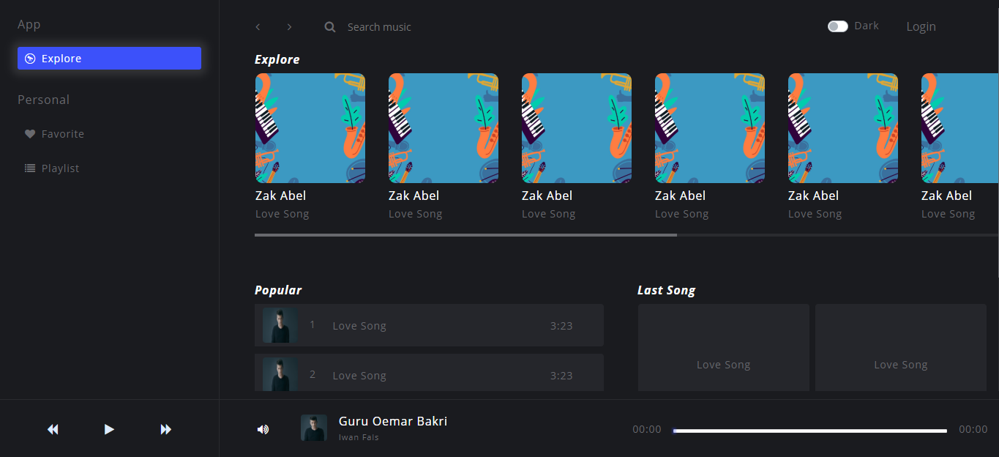 App
Explore
Personal
Favorite
Playlist
Search music
Dark
Login
Explore
Zak Abel
Love Song
Zak Abel
Love Song
Zak Abel
Love Song
Zak Abel
Love Song
Zak Abel
Love Song
Zak Abel
Love Song
Popular
1 Love Song 3:23
2 Love Song 3:23
Last Song
Love Song
Love Song
Guru Oemar Bakri
Iwan Fals
00:00
00:00